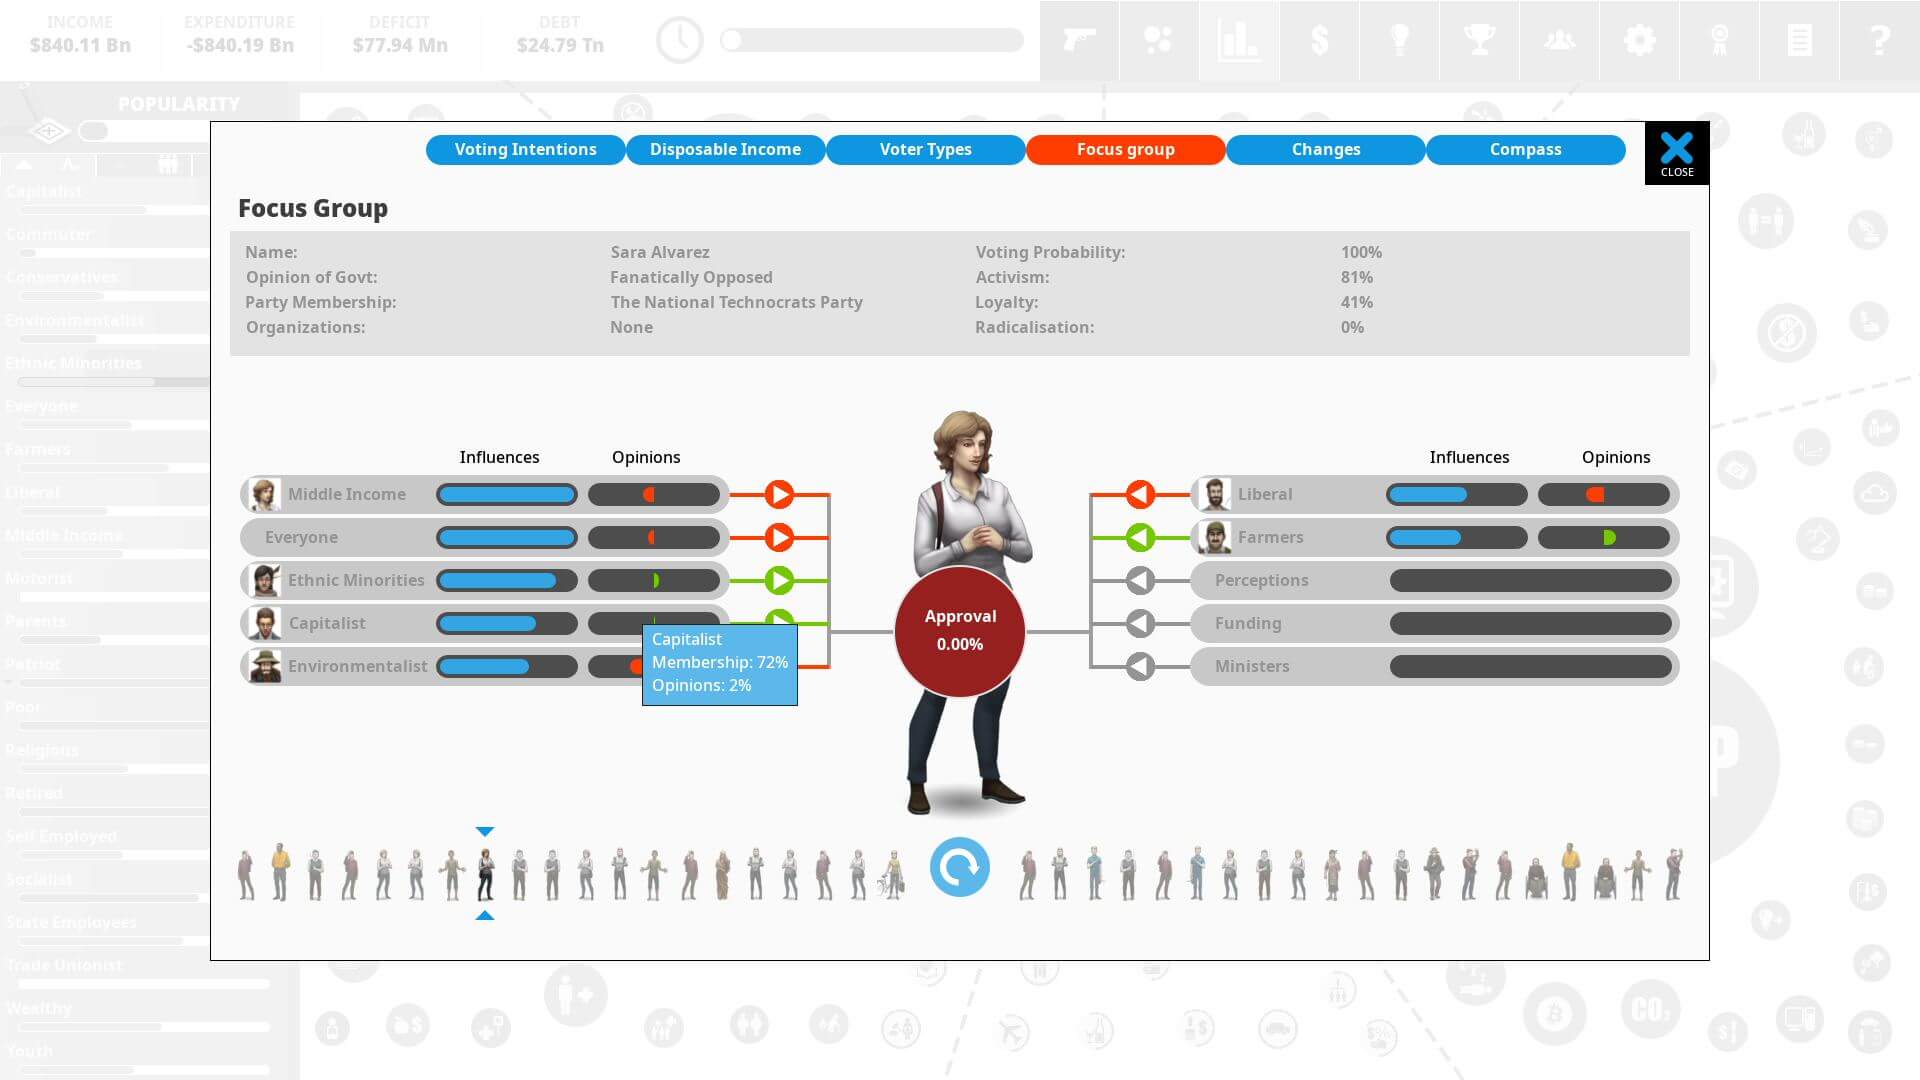 INCOME
$840.11 Bn
EXPENDITURE
-$840.19 Bn
DEFICIT
$77.94 Mn
DEBT
$24.79 Tn
$
?
POPULARITY
Capitalist
Commuter
Conservatives
Environmentalist
Ethnic Minorities
Everyone
Farmers
Liberal
Middle Income
Motorist
Parents
Patriot
Poor
Religious
Retired
Self Employed
Socialist
State Employees
Trade Unionist
Wealthy
Youth
Voting Intentions
Disposable Income
Voter Types
Focus group
Changes
Compass
CLOSE
Focus Group
Name: Sara Alvarez Voting Probability: 100%
Opinion of Govt: Fanatically Opposed Activism: 81%
Party Membership: The National Technocrats Party Loyalty: 41%
Organizations: None Radicalisation: 0%
Influences Opinions
Middle Income
Everyone
Ethnic Minorities
Capitalist
Environmentalist
Capitalist
Membership: 72%
Opinions: 2%
Approval
0.00%
Influences Opinions
Liberal
Farmers
Perceptions
Funding
Ministers
CO2